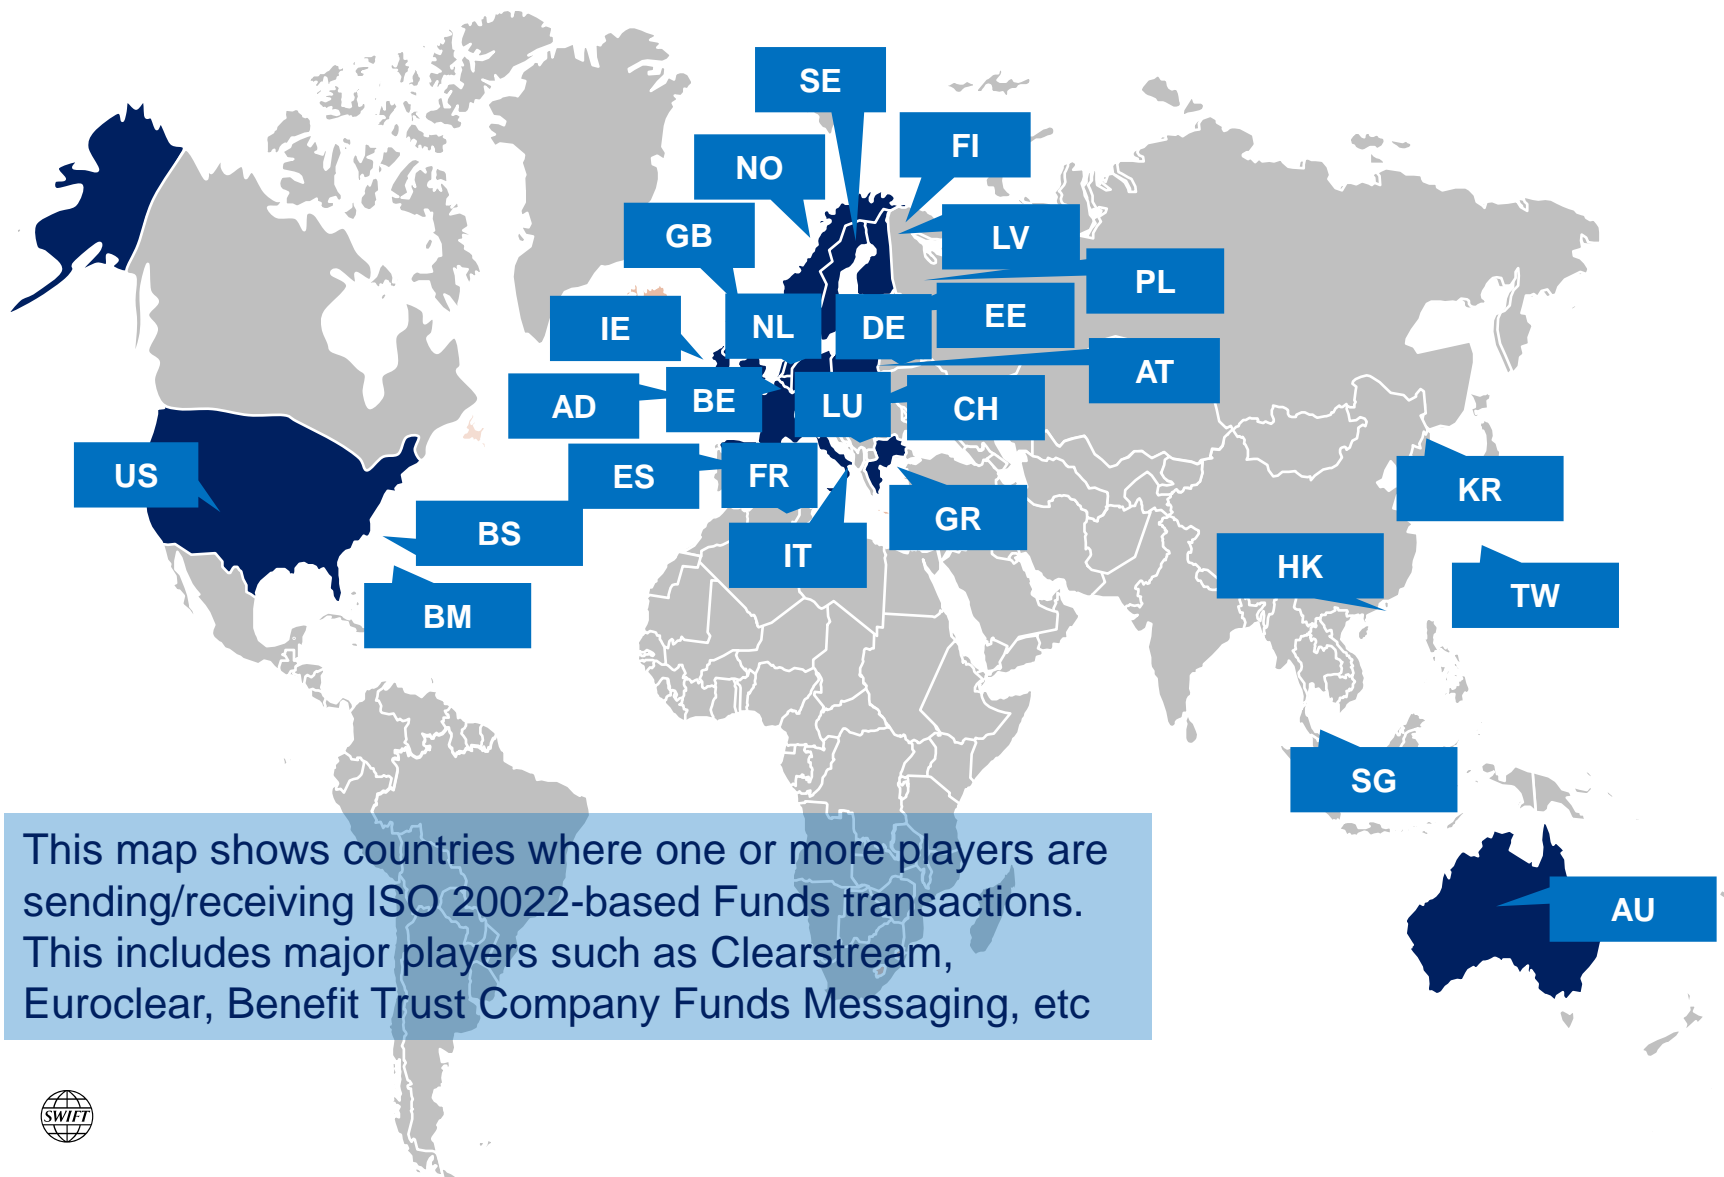 SE
FI
NO
GB
LV
PL
IE
NL
DE
EE
AT
AD
BE
LU
CH
US
ES
FR
KR
GR
BS
IT
HK
TW
BM
SG
AU
This map shows countries where one or more players are
sending/receiving ISO 20022-based Funds transactions.
This includes major players such as Clearstream,
Euroclear, Benefit Trust Company Funds Messaging, etc
SWIFT